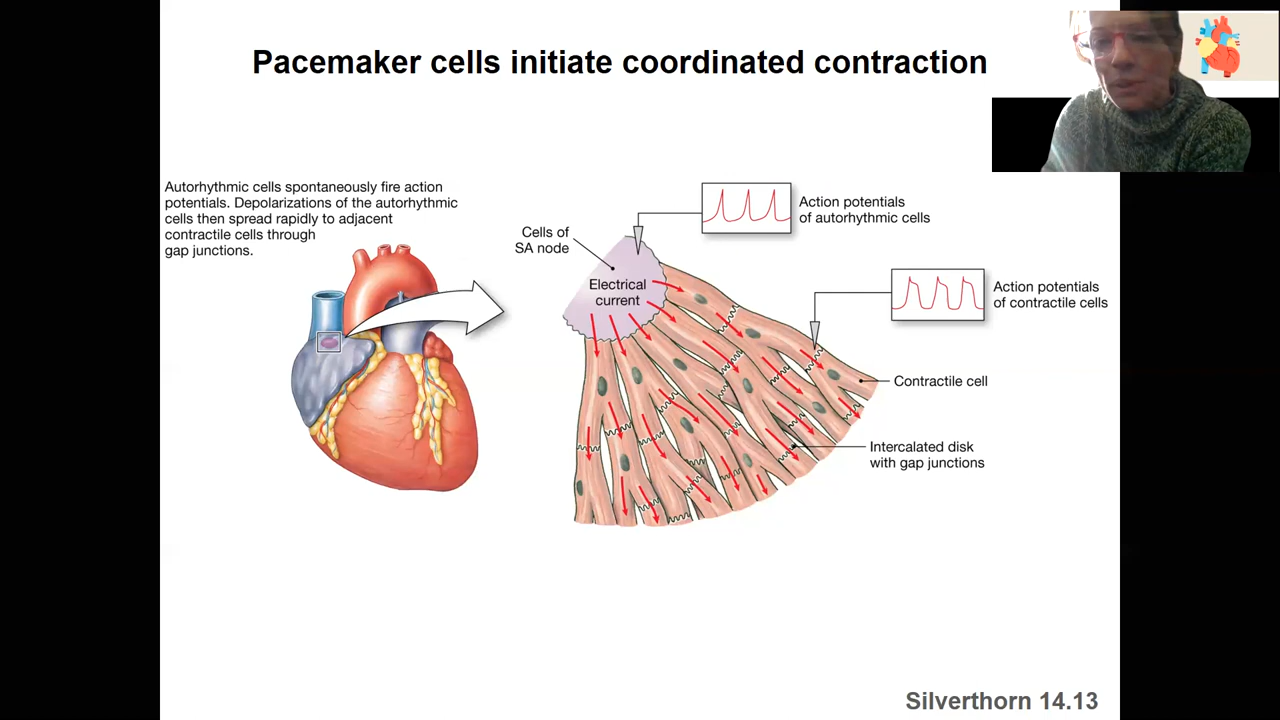 Pacemaker cells initiate coordinated contraction
Autorhythmic cells spontaneously fire action
potentials. Depolarizations of the autorhythmic
cells then spread rapidly to adjacent
contractile cells through
gap junctions.
Cells of
SA node
Electrical
current
Action potentials
of autorhythmic cells
Action potentials
of contractile cells
Contractile cell
Intercalated disk
with gap junctions
Silverthorn 14.13